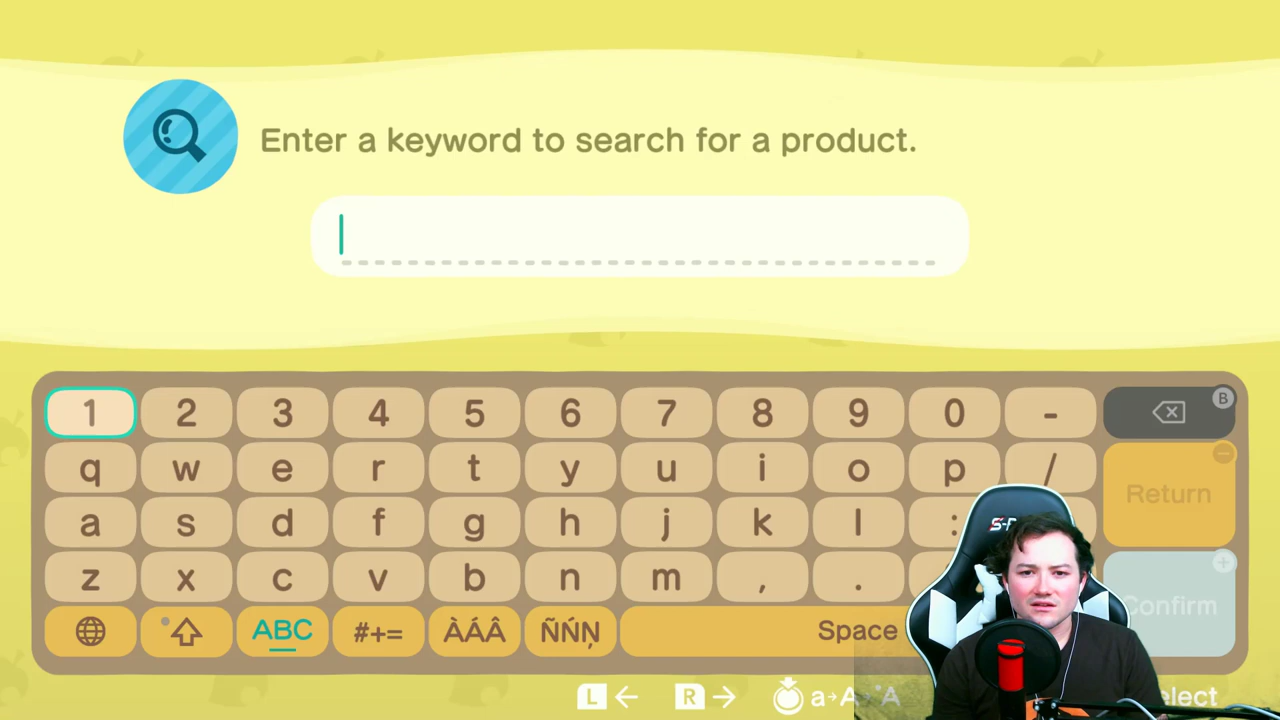 Enter a keyword to search for a product.
1 2 3 4 5 6 7 8 9 0 - B
q w e r t y u i o p / Return
a s d f g h j k l :
z x c v b n m , . Confirm
ABC #+= ÀÁÂ ÑŃŅ Space
L ← R → a→A→•A